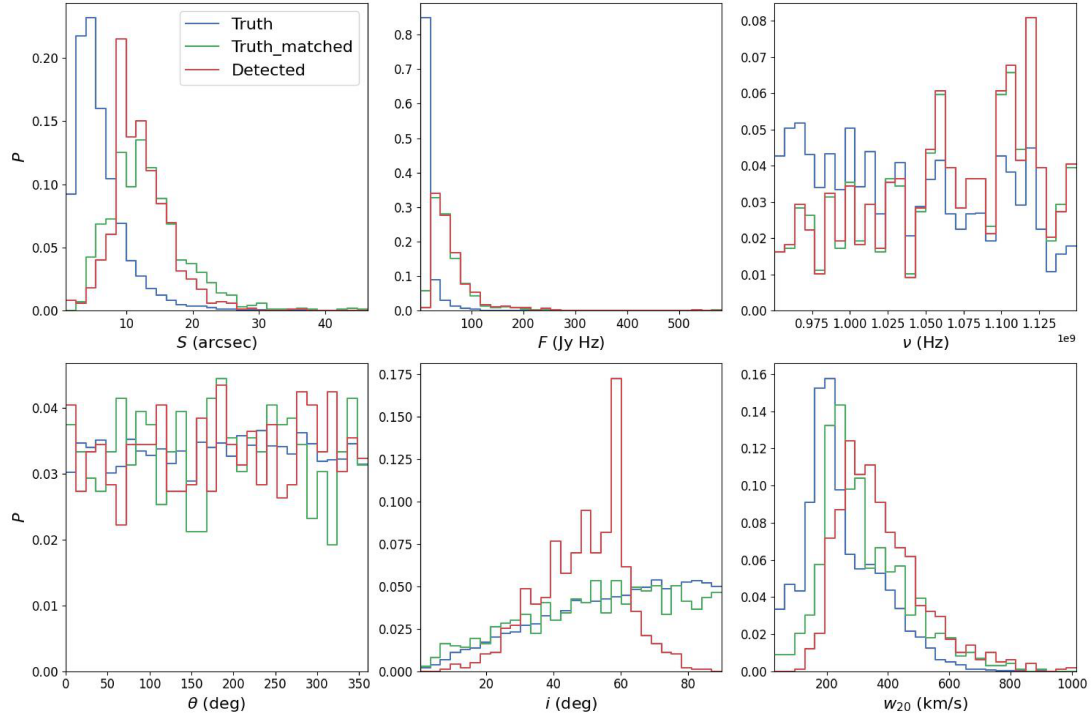 Truth
Truth_matched
Detected
P
0.20
0.15
0.10
0.05
0.00
10 20 30 40
S (arcsec)
0.8
0.7
0.6
0.5
0.4
0.3
0.2
0.1
0.0
100 200 300 400 500
F (Jy Hz)
0.08
0.07
0.06
0.05
0.04
0.03
0.02
0.01
0.00
0.975 1.000 1.025 1.050 1.075 1.100 1.125
1e9
ν (Hz)
P
0.04
0.03
0.02
0.01
0.00
0 50 100 150 200 250 300 350
θ (deg)
0.175
0.150
0.125
0.100
0.075
0.050
0.025
0.000
20 40 60 80
i (deg)
0.16
0.14
0.12
0.10
0.08
0.06
0.04
0.02
0.00
200 400 600 800 1000
w20 (km/s)